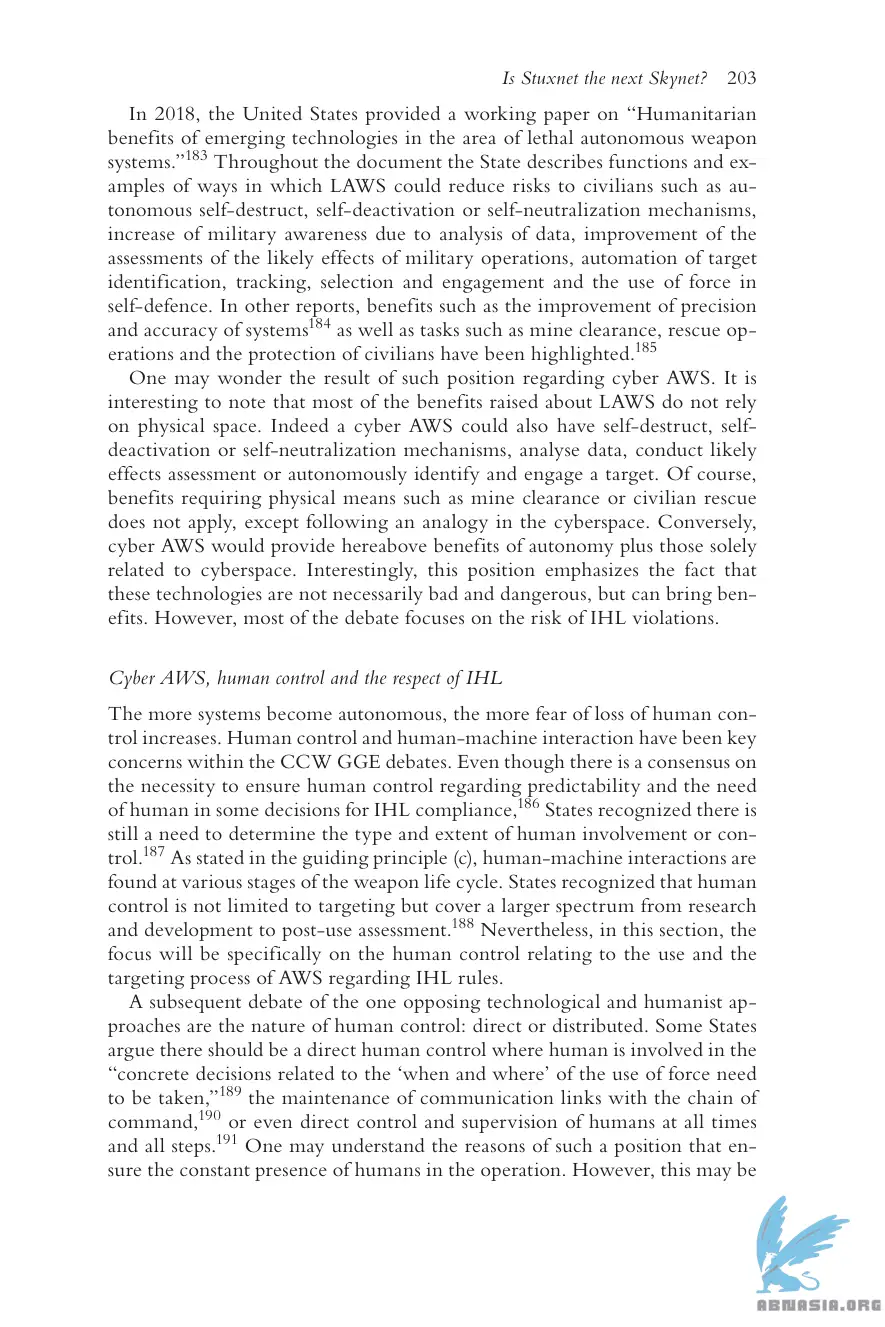 Is Stuxnet the next Skynet? 203
In 2018, the United States provided a working paper on “Humanitarian
benefits of emerging technologies in the area of lethal autonomous weapon
systems.”183 Throughout the document the State describes functions and ex-
amples of ways in which LAWS could reduce risks to civilians such as au-
tonomous self-destruct, self-deactivation or self-neutralization mechanisms,
increase of military awareness due to analysis of data, improvement of the
assessments of the likely effects of military operations, automation of target
identification, tracking, selection and engagement and the use of force in
self-defence. In other reports, benefits such as the improvement of precision
and accuracy of systems184 as well as tasks such as mine clearance, rescue op-
erations and the protection of civilians have been highlighted.185
One may wonder the result of such position regarding cyber AWS. It is
interesting to note that most of the benefits raised about LAWS do not rely
on physical space. Indeed a cyber AWS could also have self-destruct, self-
deactivation or self-neutralization mechanisms, analyse data, conduct likely
effects assessment or autonomously identify and engage a target. Of course,
benefits requiring physical means such as mine clearance or civilian rescue
does not apply, except following an analogy in the cyberspace. Conversely,
cyber AWS would provide hereabove benefits of autonomy plus those solely
related to cyberspace. Interestingly, this position emphasizes the fact that
these technologies are not necessarily bad and dangerous, but can bring ben-
efits. However, most of the debate focuses on the risk of IHL violations.
Cyber AWS, human control and the respect of IHL
The more systems become autonomous, the more fear of loss of human con-
trol increases. Human control and human-machine interaction have been key
concerns within the CCW GGE debates. Even though there is a consensus on
the necessity to ensure human control regarding predictability and the need
of human in some decisions for IHL compliance,186 States recognized there is
still a need to determine the type and extent of human involvement or con-
trol.187 As stated in the guiding principle (c), human-machine interactions are
found at various stages of the weapon life cycle. States recognized that human
control is not limited to targeting but cover a larger spectrum from research
and development to post-use assessment.188 Nevertheless, in this section, the
focus will be specifically on the human control relating to the use and the
targeting process of AWS regarding IHL rules.
A subsequent debate of the one opposing technological and humanist ap-
proaches are the nature of human control: direct or distributed. Some States
argue there should be a direct human control where human is involved in the
“concrete decisions related to the ‘when and where’ of the use of force need
to be taken,”189 the maintenance of communication links with the chain of
command,190 or even direct control and supervision of humans at all times
and all steps.191 One may understand the reasons of such a position that en-
sure the constant presence of humans in the operation. However, this may be
ABNASIA.ORG